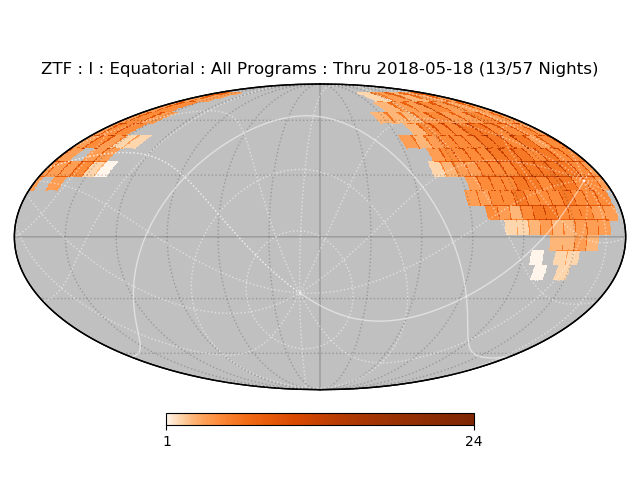 ZTF : I : Equatorial : All Programs : Thru 2018-05-18 (13/57 Nights)
1 24